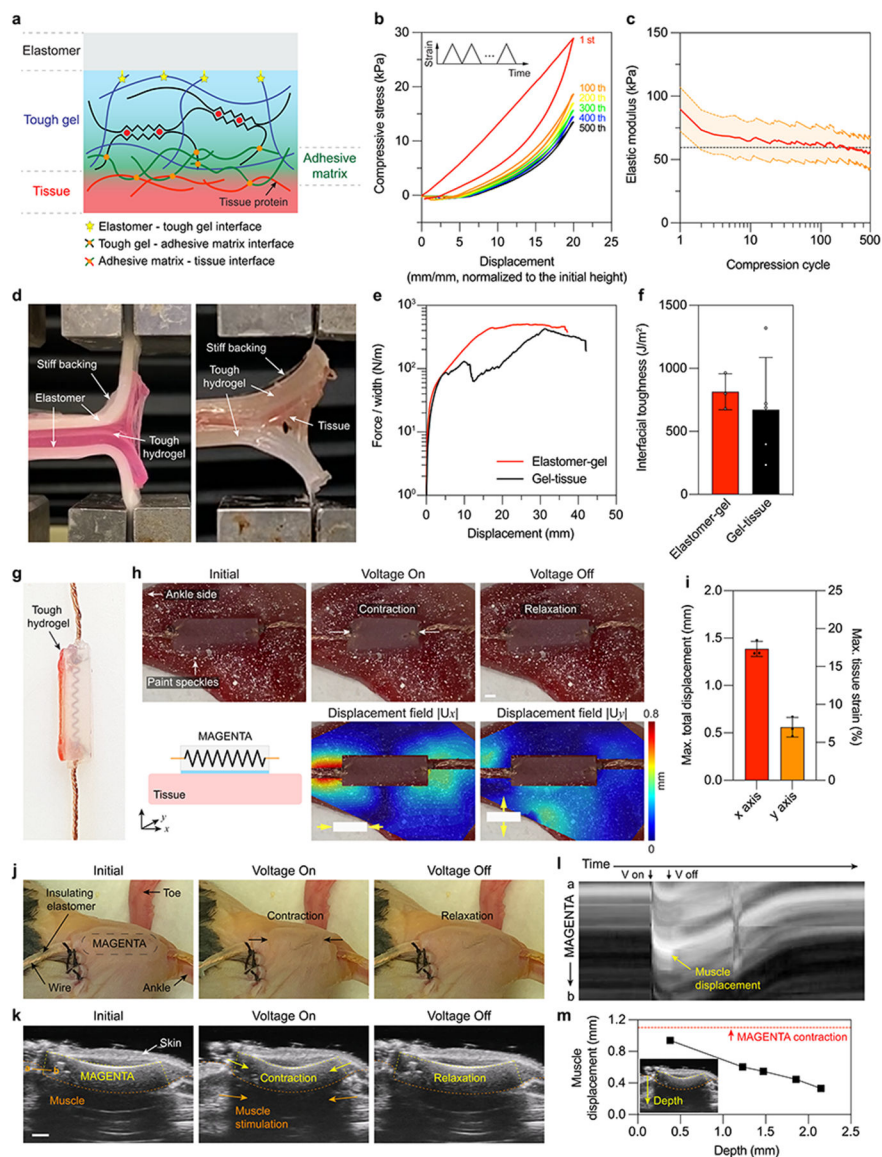 a
Elastomer
Tough gel
Adhesive
matrix
Tissue
Tissue protein
Elastomer - tough gel interface
Tough gel - adhesive matrix interface
Adhesive matrix - tissue interface
b
Compressive stress (kPa)
30
25
20
15
10
5
0
-5
Strain
Time
1 st
100 th
200 th
300 th
400 th
500 th
0 5 10 15 20 25
Displacement
(mm/mm, normalized to the initial height)
c
Elastic modulus (kPa)
150
125
100
75
50
25
0
1 10 100 500
Compression cycle
d
Stiff backing
Elastomer
Tough
hydrogel
Stiff backing
Tough
hydrogel
Tissue
e
Force / width (N/m)
10³
10²
10¹
10⁰
Elastomer-gel
Gel-tissue
0 10 20 30 40 50
Displacement (mm)
f
Interfacial toughness (J/m²)
1500
1000
500
0
Elastomer-gel
Gel-tissue
g
Tough
hydrogel
h
Initial
Voltage On
Voltage Off
Ankle side
Paint speckles
Contraction
Relaxation
MAGENTA
Tissue
y
x
Displacement field |Ux|
Displacement field |Uy|
0.8
mm
0
i
Max. total displacement (mm)
2.0
1.5
1.0
0.5
0.0
Max. tissue strain (%)
25
20
15
10
5
0
x axis
y axis
j
Initial
Voltage On
Voltage Off
Insulating
elastomer
Toe
MAGENTA
Wire
Ankle
Contraction
Relaxation
k
Initial
Voltage On
Voltage Off
Skin
a
b
MAGENTA
Muscle
Contraction
Muscle
stimulation
Relaxation
l
Time
V on
V off
a
MAGENTA
b
Muscle
displacement
m
Muscle
displacement (mm)
1.2
0.8
0.4
0.0
MAGENTA contraction
Depth
0.0 0.5 1.0 1.5 2.0 2.5
Depth (mm)